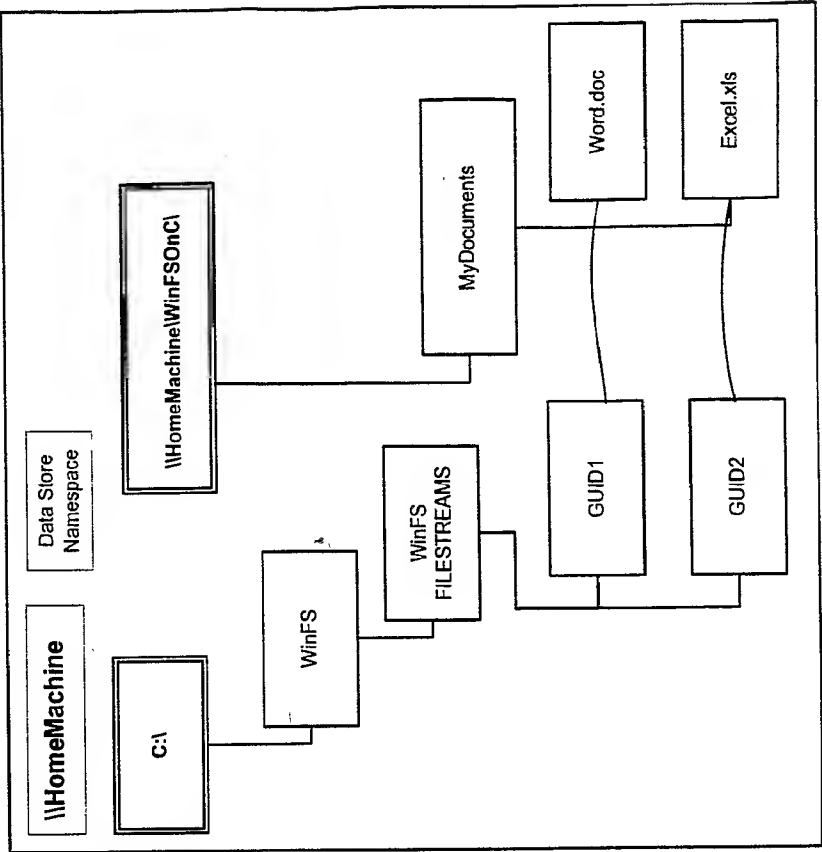 \\HomeMachine
Data Store
Namespace
C:\
\\HomeMachine\WinFSOnC\
WinFS
WinFS
FILESTREAMS
MyDocuments
GUID1
Word.doc
GUID2
Excel.xls